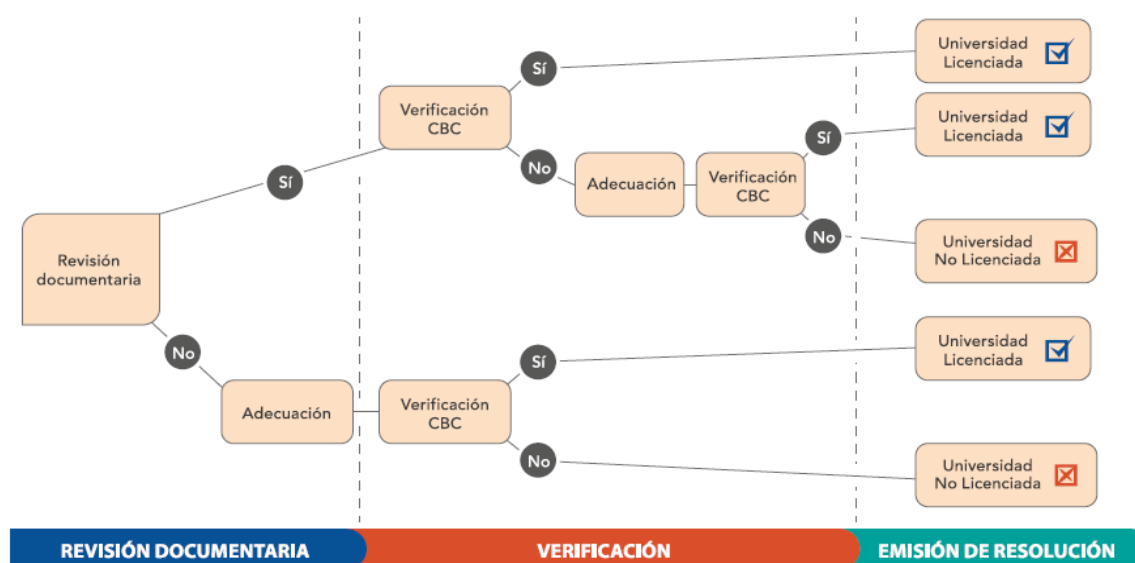 Universidad
Licenciada
Sí
Verificación
CBC
Universidad
Licenciada
Sí
No
Adecuación
Verificación
CBC
Sí
No
Universidad
No Licenciada
Revisión
documentaria
No
Universidad
Licenciada
Sí
Adecuación
Verificación
CBC
No
Universidad
No Licenciada
REVISIÓN DOCUMENTARIA
VERIFICACIÓN
EMISIÓN DE RESOLUCIÓN